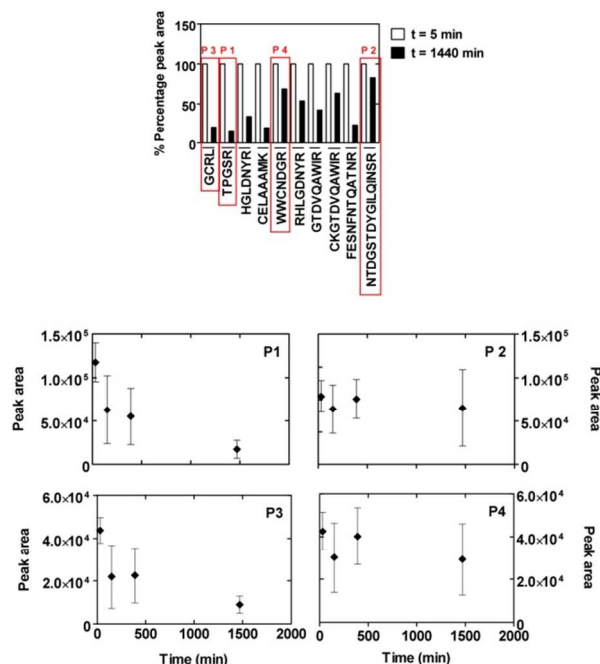 P 3 P 1 P 4 P 2
t = 5 min
t = 1440 min
% Percentage peak area
150
100
50
0
GCRL
TPGSR
HGLDNYR
CELAAAMK
WWCNDGR
RHLGDNYR
GTDVQAWIR
CKGTDVQAWIR
FESNFNTQATNR
NTDGSTDYGILQINSR
Peak area
1.5×10⁵
1.0×10⁵
5.0×10⁴
0
P1
P 2
1.5×10⁵
1.0×10⁵
5.0×10⁴
0
Peak area
Peak area
6.0×10⁴
4.0×10⁴
2.0×10⁴
0
P3
P4
6.0×10⁴
4.0×10⁴
2.0×10⁴
0
Peak area
0 500 1000 1500 2000
0 500 1000 1500 2000
Time (min)
Time (min)